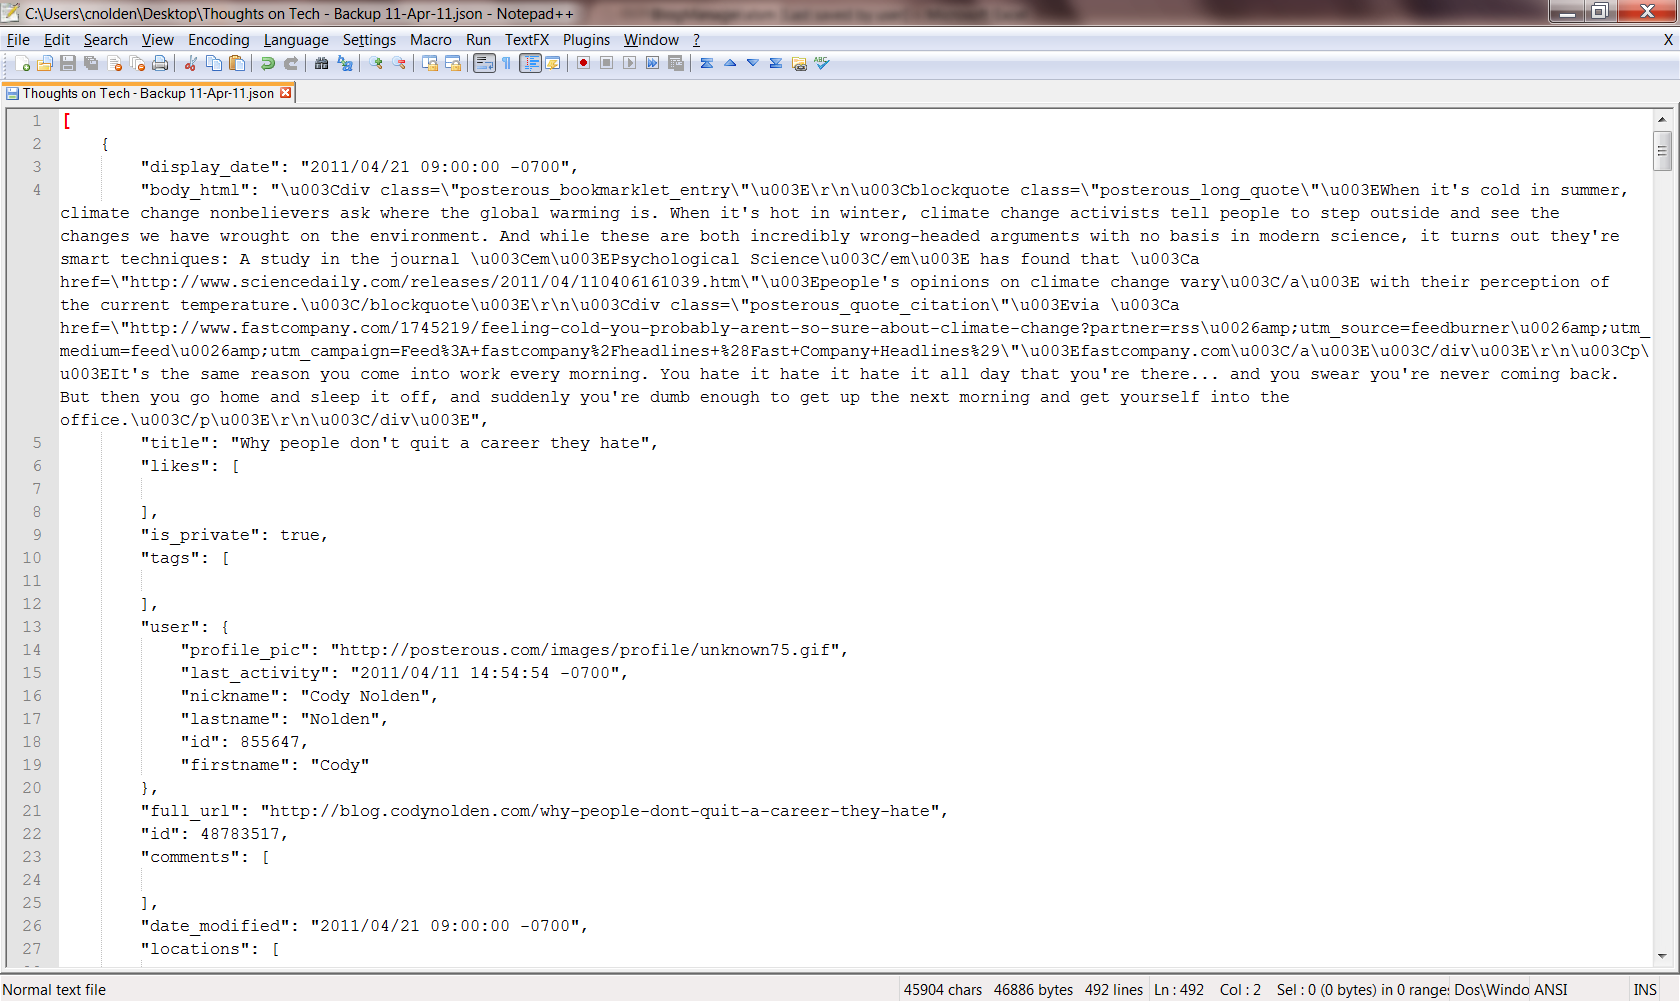 C:\Users\cnolden\Desktop\Thoughts on Tech - Backup 11-Apr-11.json - Notepad++
File Edit Search View Encoding Language Settings Macro Run TextFX Plugins Window ? X
Thoughts on Tech - Backup 11-Apr-11.json
1 [
2 {
3 "display_date": "2011/04/21 09:00:00 -0700",
4 "body_html": "\u003Cdiv class=\"posterous_bookmarklet_entry\"\u003E\r\n\u003Cblockquote class=\"posterous_long_quote\"\u003EWhen it's cold in summer,
climate change nonbelievers ask where the global warming is. When it's hot in winter, climate change activists tell people to step outside and see the
changes we have wrought on the environment. And while these are both incredibly wrong-headed arguments with no basis in modern science, it turns out they're
smart techniques: A study in the journal \u003Cem\u003EPsychological Science\u003C/em\u003E has found that \u003Ca
href=\"http://www.sciencedaily.com/releases/2011/04/110406161039.htm\"\u003Epeople's opinions on climate change vary\u003C/a\u003E with their perception of
the current temperature.\u003C/blockquote\u003E\r\n\u003Cdiv class=\"posterous_quote_citation\"\u003Evia \u003Ca
href=\"http://www.fastcompany.com/1745219/feeling-cold-you-probably-arent-so-sure-about-climate-change?partner=rss\u0026amp;utm_source=feedburner\u0026amp;utm_
medium=feed\u0026amp;utm_campaign=Feed%3A+fastcompany%2Fheadlines+%28Fast+Company+Headlines%29\"\u003Efastcompany.com\u003C/a\u003E\u003C/div\u003E\r\n\u003Cp\
u003EIt's the same reason you come into work every morning. You hate it hate it hate it all day that you're there... and you swear you're never coming back.
But then you go home and sleep it off, and suddenly you're dumb enough to get up the next morning and get yourself into the
office.\u003C/p\u003E\r\n\u003C/div\u003E",
5 "title": "Why people don't quit a career they hate",
6 "likes": [
7
8 ],
9 "is_private": true,
10 "tags": [
11
12 ],
13 "user": {
14 "profile_pic": "http://posterous.com/images/profile/unknown75.gif",
15 "last_activity": "2011/04/11 14:54:54 -0700",
16 "nickname": "Cody Nolden",
17 "lastname": "Nolden",
18 "id": 855647,
19 "firstname": "Cody"
20 },
21 "full_url": "http://blog.codynolden.com/why-people-dont-quit-a-career-they-hate",
22 "id": 48783517,
23 "comments": [
24
25 ],
26 "date_modified": "2011/04/21 09:00:00 -0700",
27 "locations": [
Normal text file 45904 chars 46886 bytes 492 lines Ln : 492 Col : 2 Sel : 0 (0 bytes) in 0 ranges Dos\Windo ANSI INS